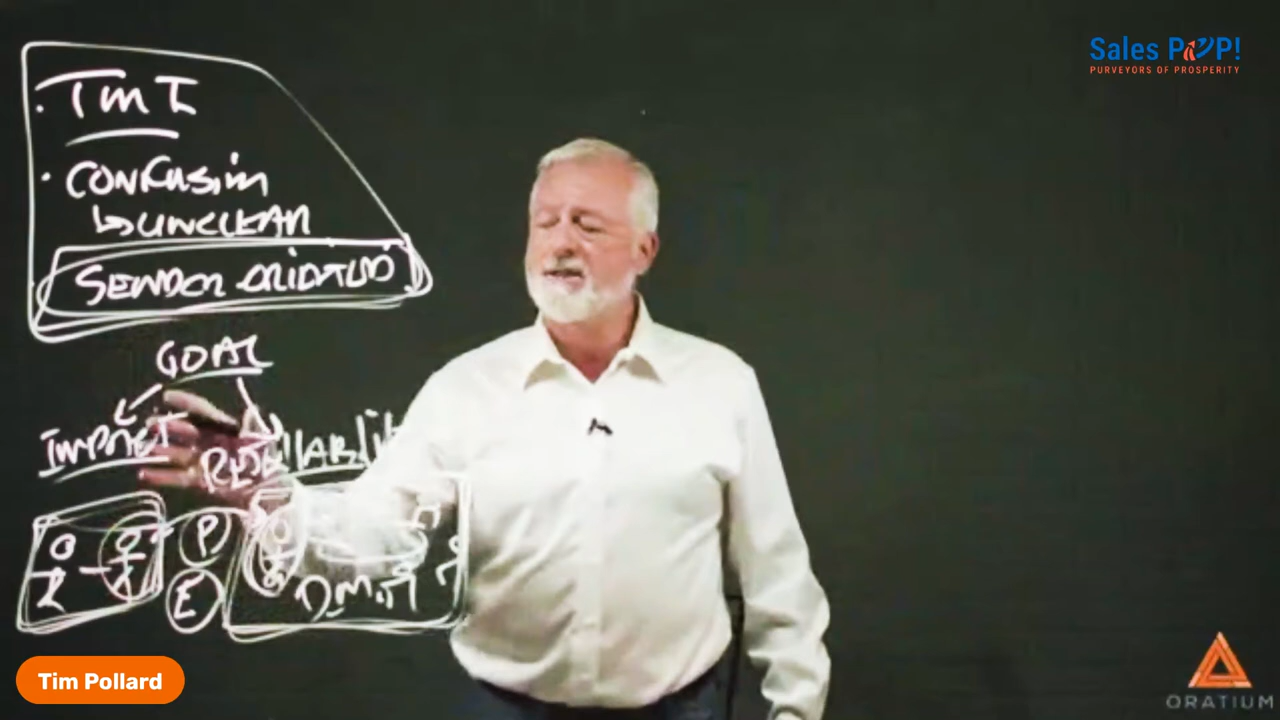 Sales POP!
PURVEYORS OF PROSPERITY
· TMI
· CONFUSION
↳ UNCLEAR
SENDER ORIENTED
GOAL
IMPACT
P
E
D.M.
Tim Pollard
ORATIUM